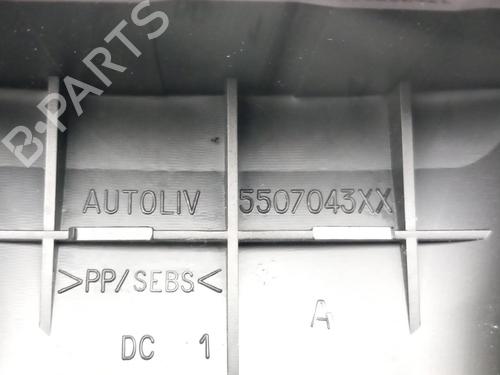 B-PARTS
AUTOLIV 5507043XX
>PP/SEBS<
A
DC 1